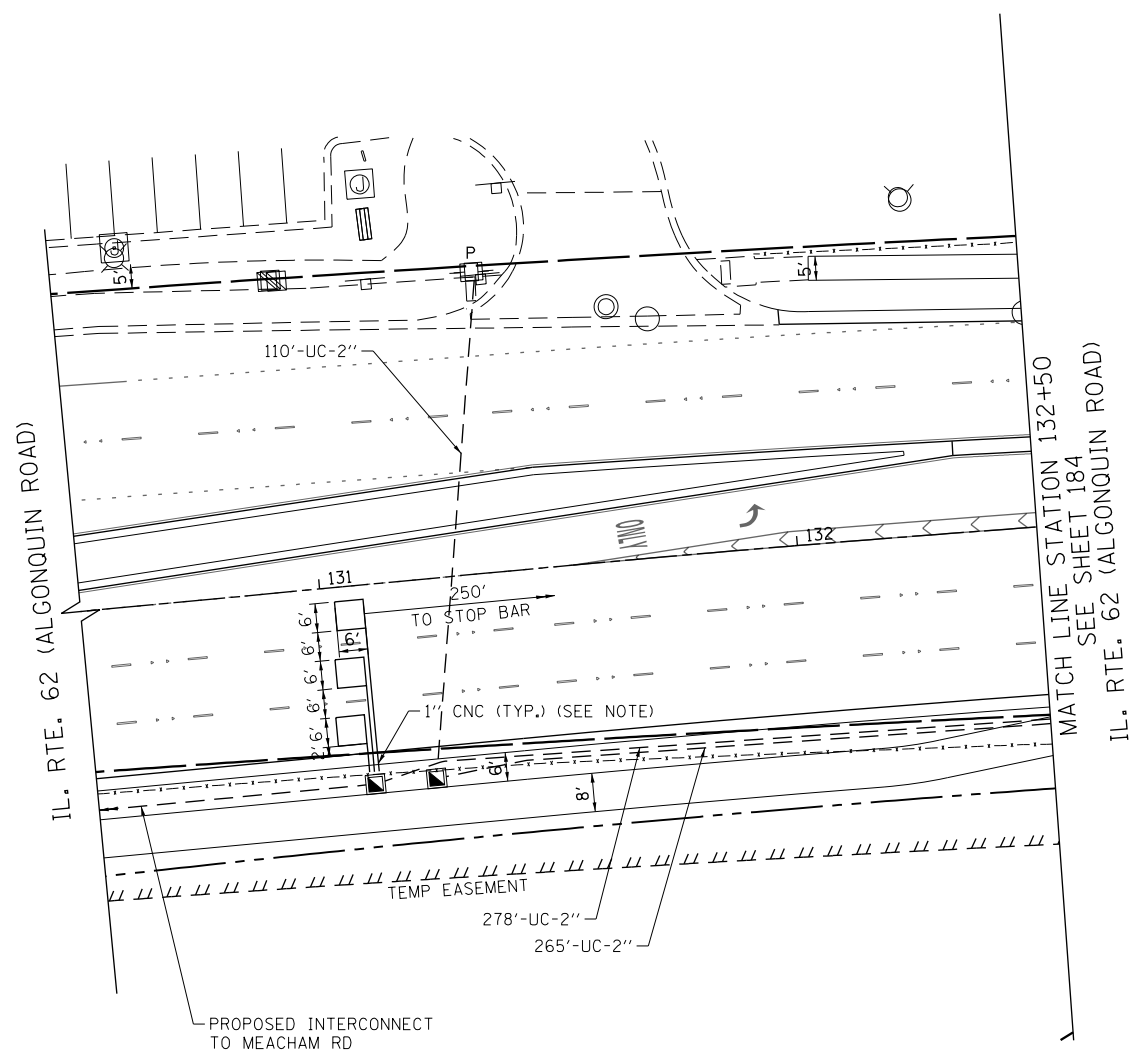 J
5'
P
5'
110'-UC-2''
IL. RTE. 62 (ALGONQUIN ROAD)
MATCH LINE STATION 132+50
SEE SHEET 184
IL. RTE. 62 (ALGONQUIN ROAD)
ONLY
132
131
250'
TO STOP BAR
6'
6'
6'
6'
6'
6'
2'
1'' CNC (TYP.) (SEE NOTE)
6'
8'
TEMP EASEMENT
278'-UC-2''
265'-UC-2''
PROPOSED INTERCONNECT
TO MEACHAM RD